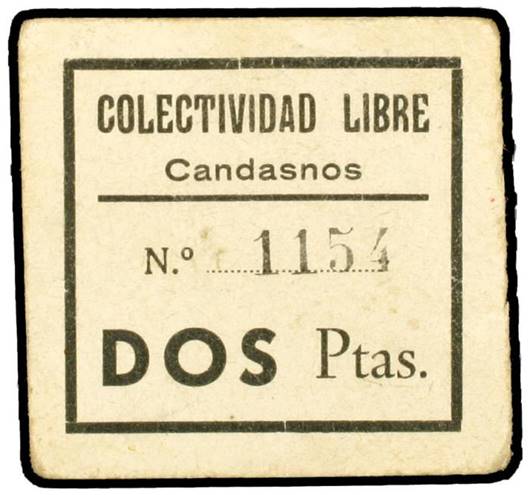 COLECTIVIDAD LIBRE
Candasnos
N.º 1154
DOS Ptas.